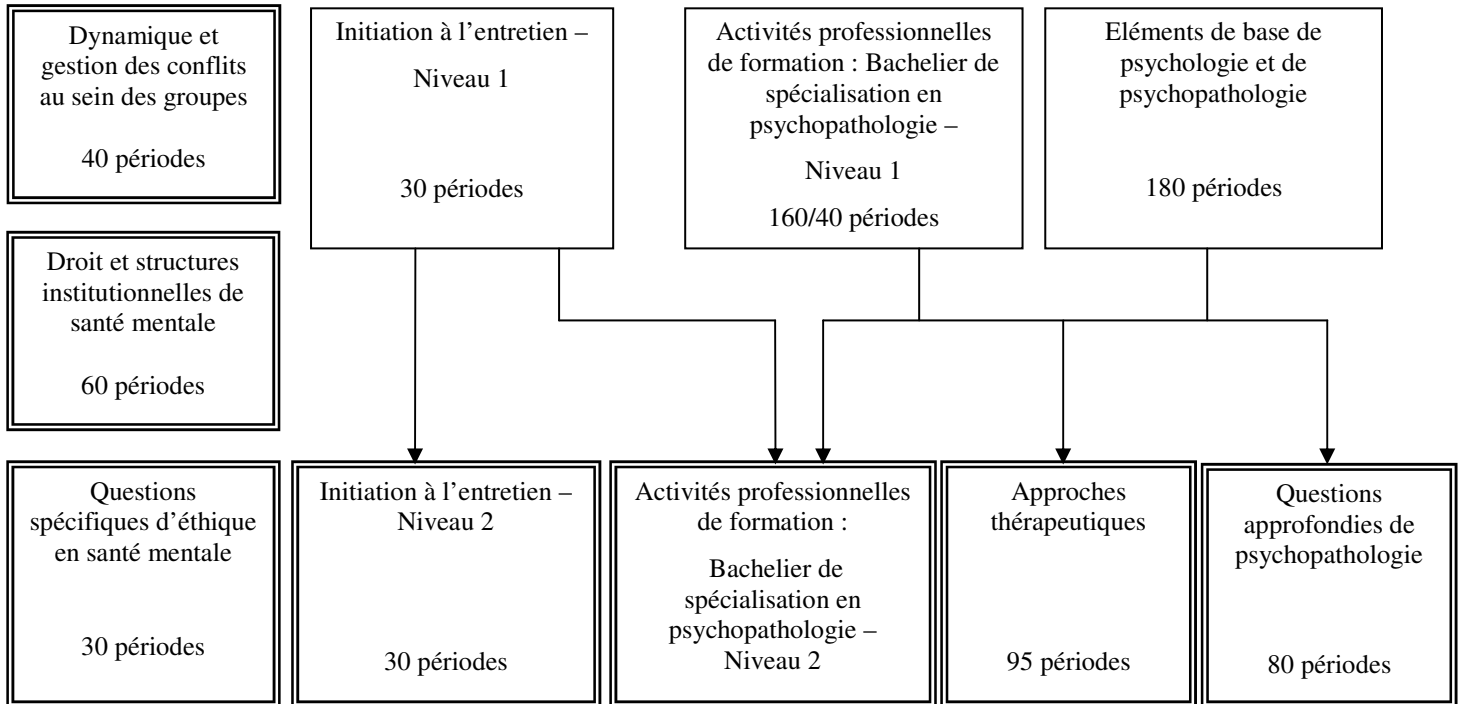 Dynamique et
gestion des conflits
au sein des groupes
40 périodes
Initiation à l’entretien –
Niveau 1
30 périodes
Activités professionnelles
de formation : Bachelier de
spécialisation en
psychopathologie –
Niveau 1
160/40 périodes
Eléments de base de
psychologie et de
psychopathologie
180 périodes
Droit et structures
institutionnelles de
santé mentale
60 périodes
Questions
spécifiques d’éthique
en santé mentale
30 périodes
Initiation à l’entretien –
Niveau 2
30 périodes
Activités professionnelles
de formation :
Bachelier de
spécialisation en
psychopathologie –
Niveau 2
Approches
thérapeutiques
95 périodes
Questions
approfondies de
psychopathologie
80 périodes